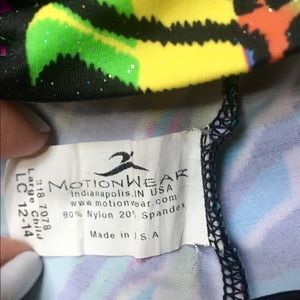 MOTIONWEAR
Indianapolis, IN USA
www.motionwear.com
80% Nylon 20% Spandex
Made in U.S.A
918 7078
Large Child
LC 12-14